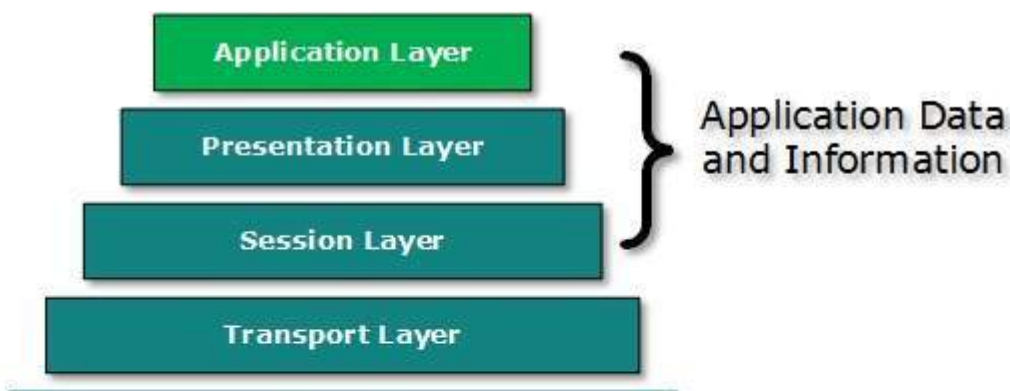 Application Layer
Presentation Layer
Application Data
and Information
Session Layer
Transport Layer